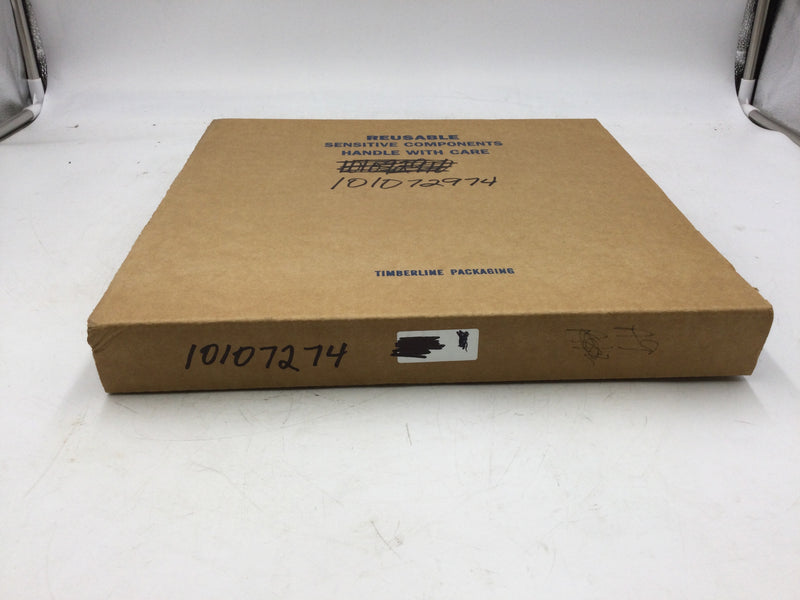 REUSABLE
SENSITIVE COMPONENTS
HANDLE WITH CARE
101072974
TIMBERLINE PACKAGING
10107274